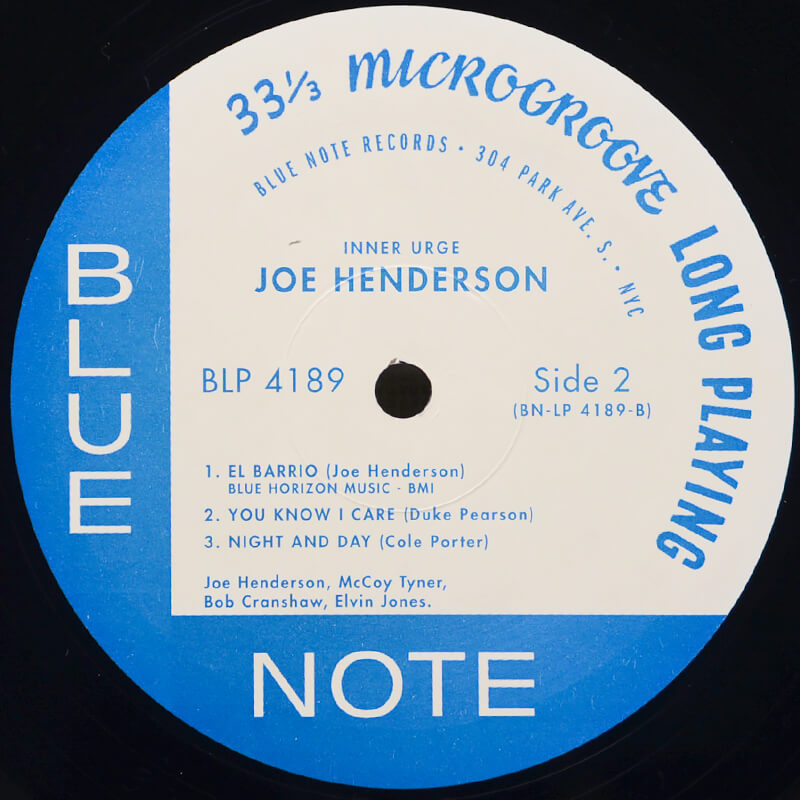 33⅓ MICROGROOVE LONG PLAYING
BLUE NOTE RECORDS · 304 PARK AVE. S. · NYC
INNER URGE
JOE HENDERSON
BLP 4189
Side 2
(BN-LP 4189-B)
1. EL BARRIO (Joe Henderson)
BLUE HORIZON MUSIC - BMI
2. YOU KNOW I CARE (Duke Pearson)
3. NIGHT AND DAY (Cole Porter)
Joe Henderson, McCoy Tyner,
Bob Cranshaw, Elvin Jones.
BLUE
NOTE